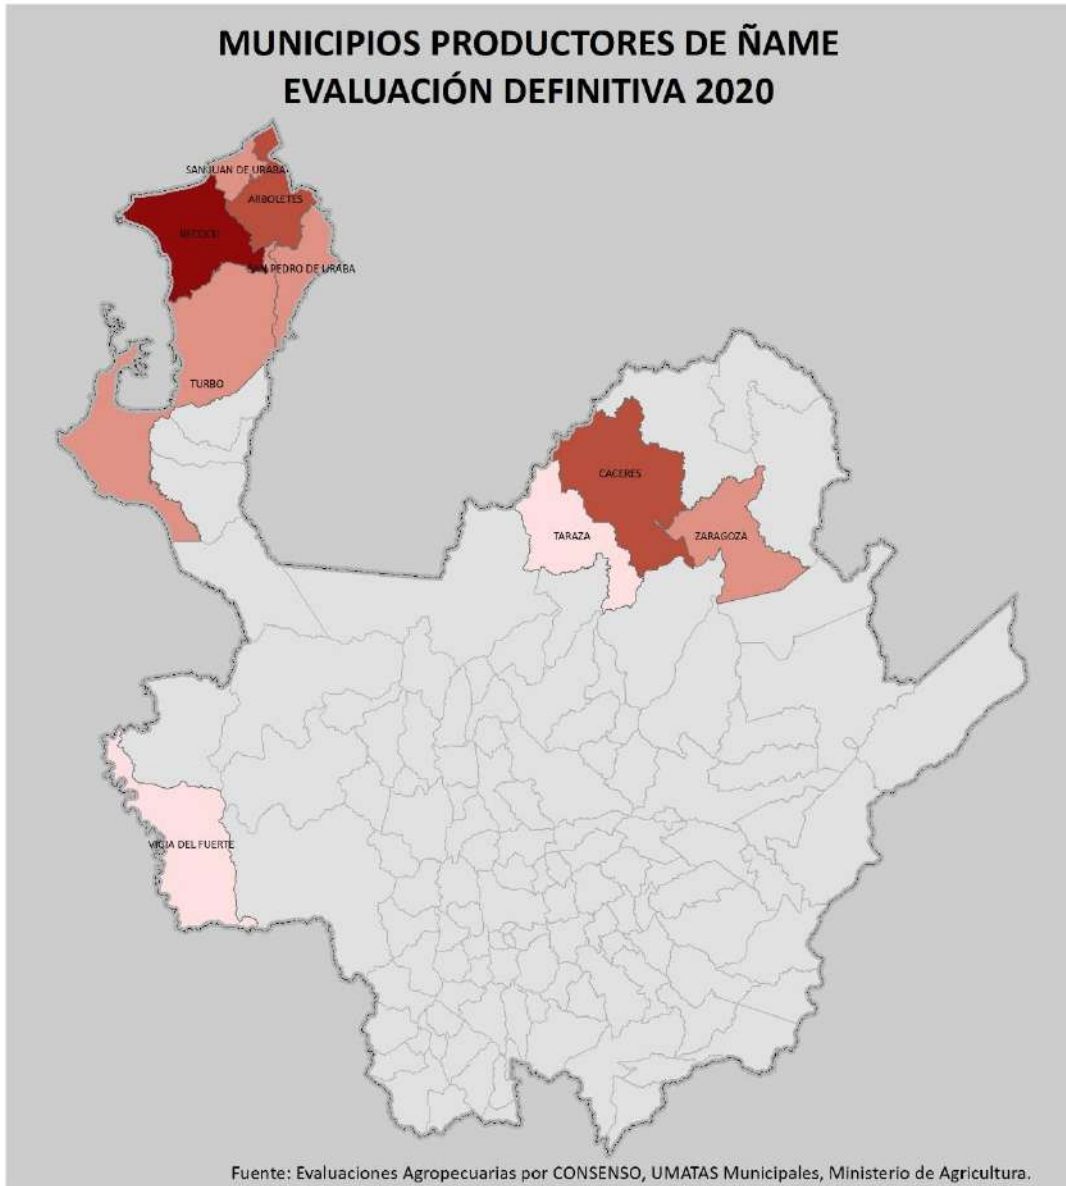 MUNICIPIOS PRODUCTORES DE ÑAME
EVALUACIÓN DEFINITIVA 2020
SAN JUAN DE URABA
ARBOLETES
NECOCLI
SAN PEDRO DE URABA
TURBO
CACERES
TARAZA
ZARAGOZA
VIGIA DEL FUERTE
Fuente: Evaluaciones Agropecuarias por CONSENSO, UMATAS Municipales, Ministerio de Agricultura.